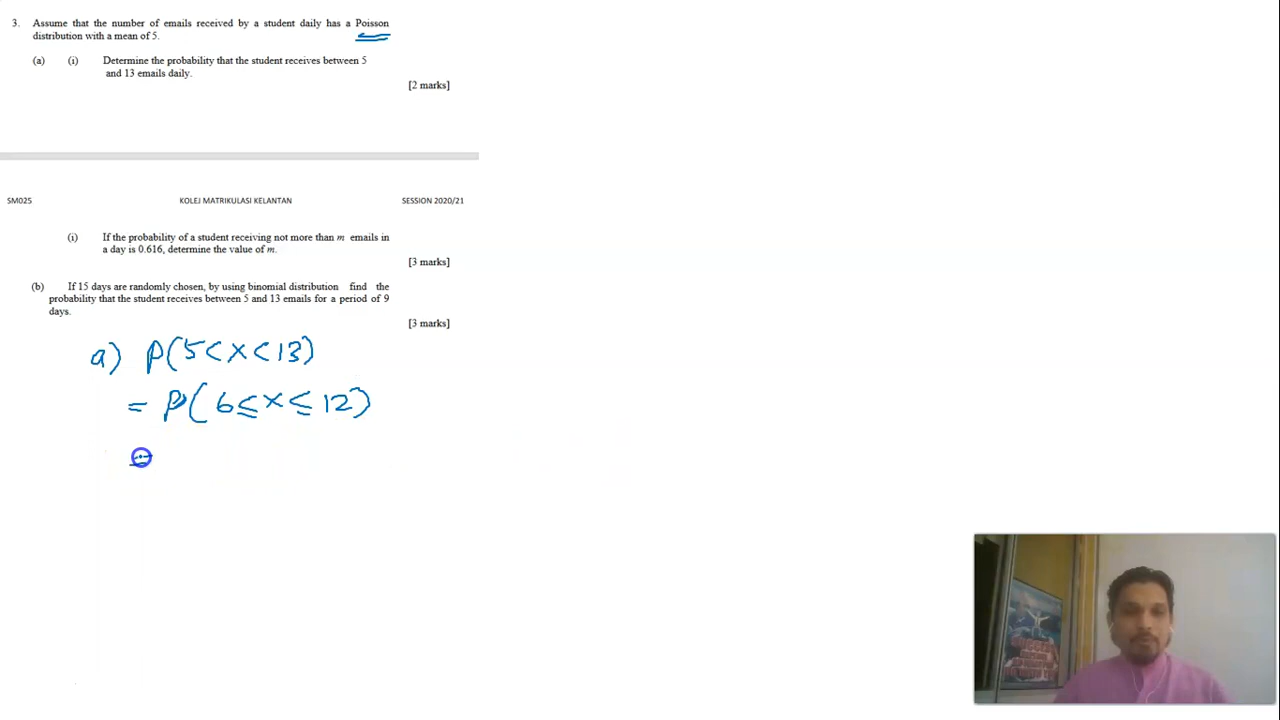 3. Assume that the number of emails received by a student daily has a Poisson
distribution with a mean of 5.
(a) (i) Determine the probability that the student receives between 5
and 13 emails daily.
[2 marks]
SM025 KOLEJ MATRIKULASI KELANTAN SESSION 2020/21
(i) If the probability of a student receiving not more than m emails in
a day is 0.616, determine the value of m.
[3 marks]
(b) If 15 days are randomly chosen, by using binomial distribution find the
probability that the student receives between 5 and 13 emails for a period of 9
days.
[3 marks]
a) P(5<x<13)
= P(6≤x≤12)
=